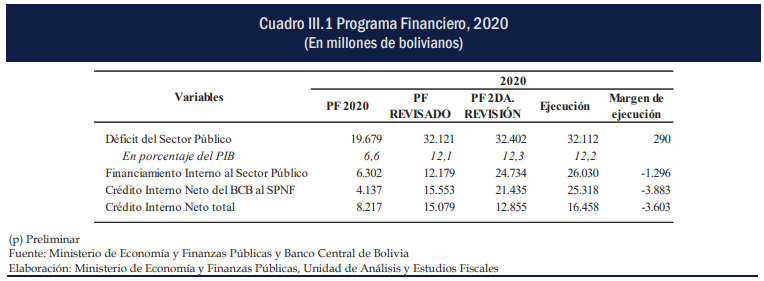 Cuadro III.1 Programa Financiero, 2020
(En millones de bolivianos)
2020
Variables PF 2020 PF REVISADO PF 2DA. REVISIÓN Ejecución Margen de ejecución
Déficit del Sector Público 19.679 32.121 32.402 32.112 290
En porcentaje del PIB 6,6 12,1 12,3 12,2
Financiamiento Interno al Sector Público 6.302 12.179 24.734 26.030 -1.296
Crédito Interno Neto del BCB al SPNF 4.137 15.553 21.435 25.318 -3.883
Crédito Interno Neto total 8.217 15.079 12.855 16.458 -3.603
(p) Preliminar
Fuente: Ministerio de Economía y Finanzas Públicas y Banco Central de Bolivia
Elaboración: Ministerio de Economía y Finanzas Públicas, Unidad de Análisis y Estudios Fiscales